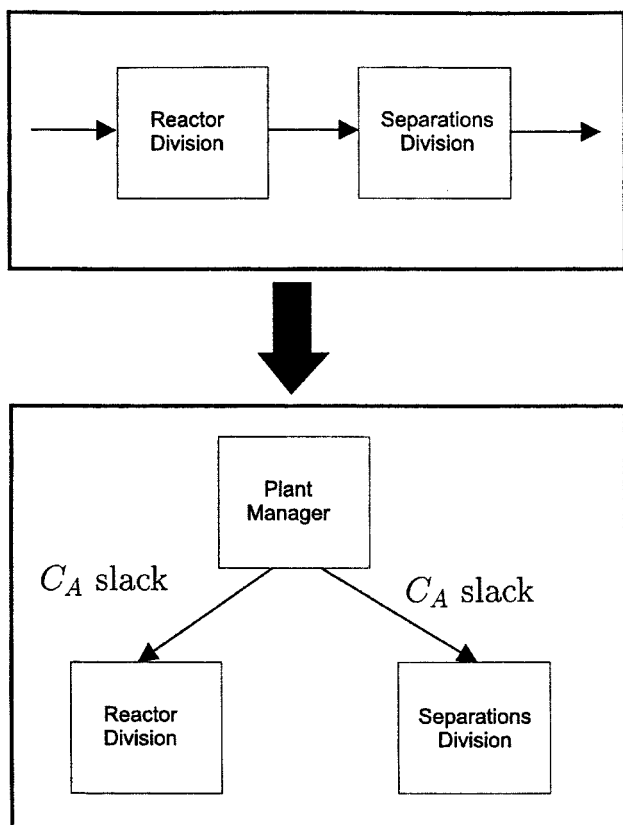 Reactor
Division
Separations
Division
Plant
Manager
C_A slack
C_A slack
Reactor
Division
Separations
Division